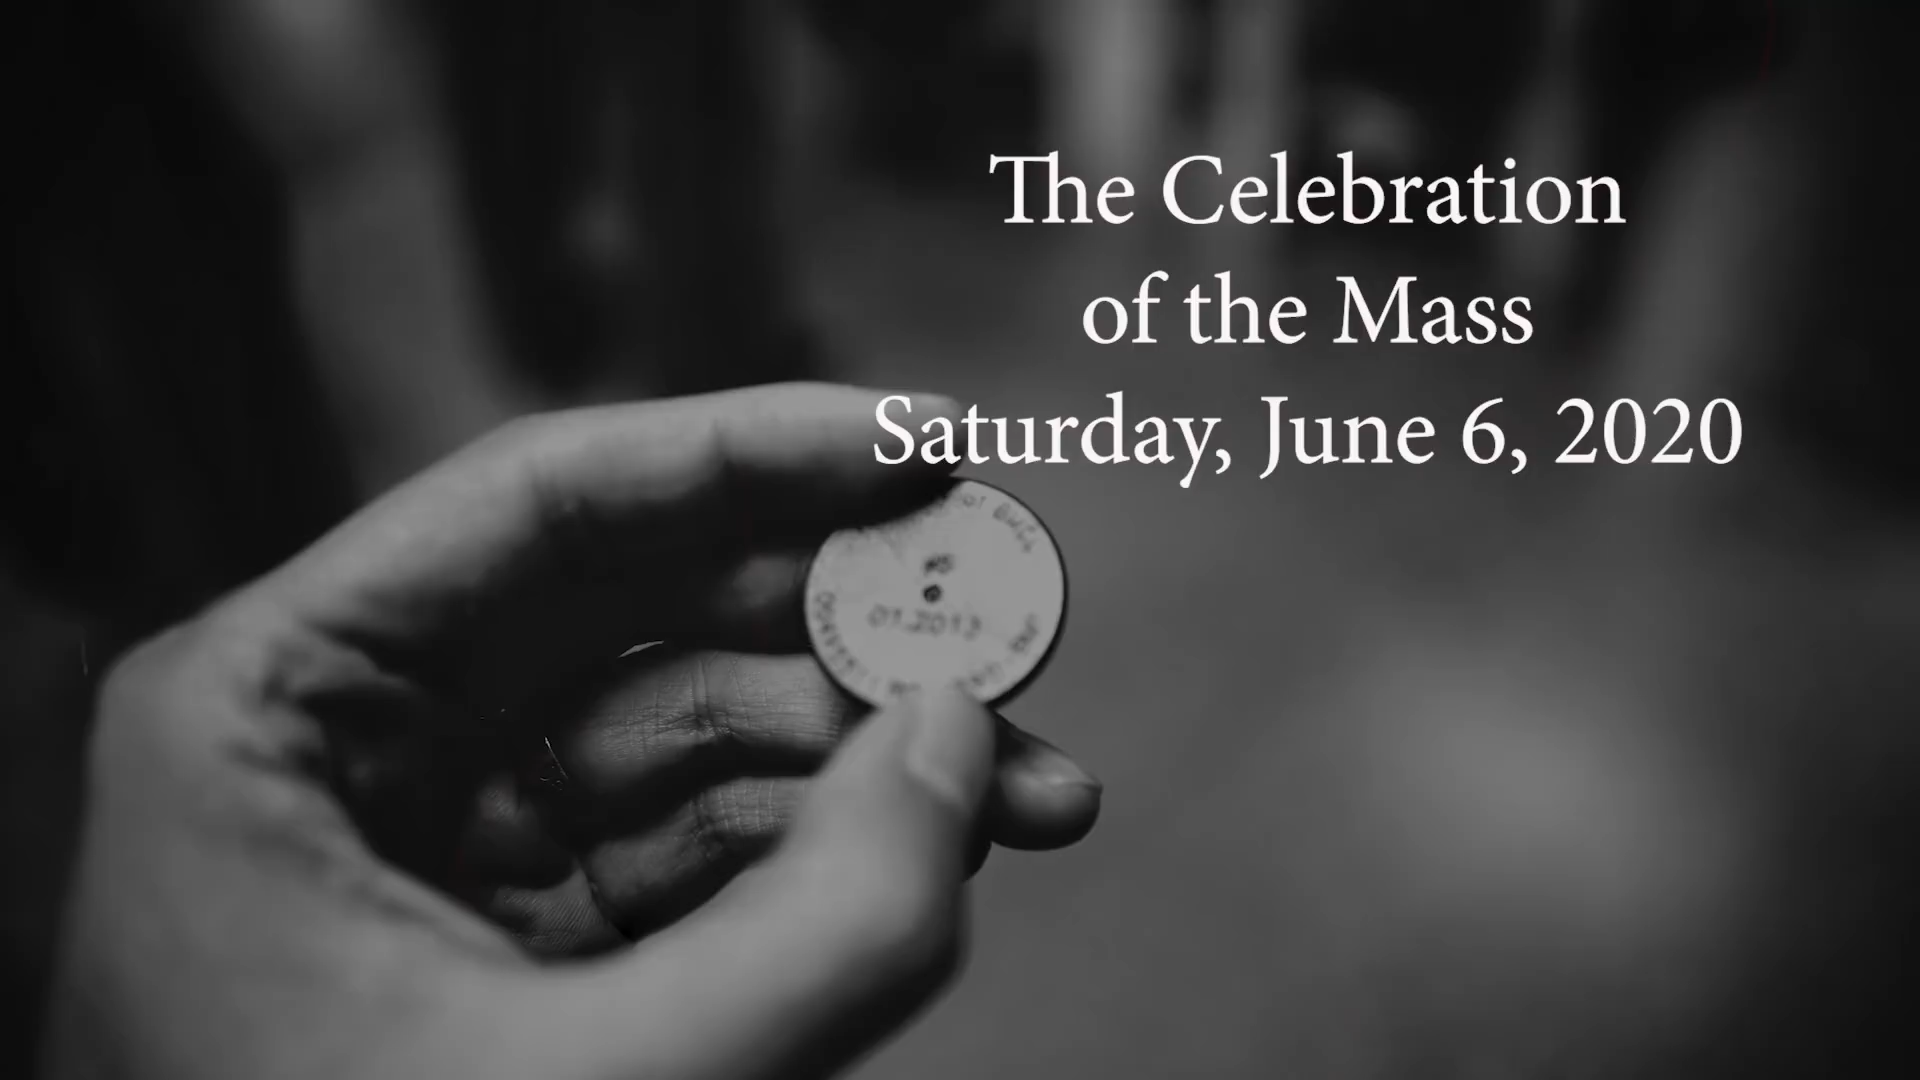 The Celebration
of the Mass
Saturday, June 6, 2020
01.2013